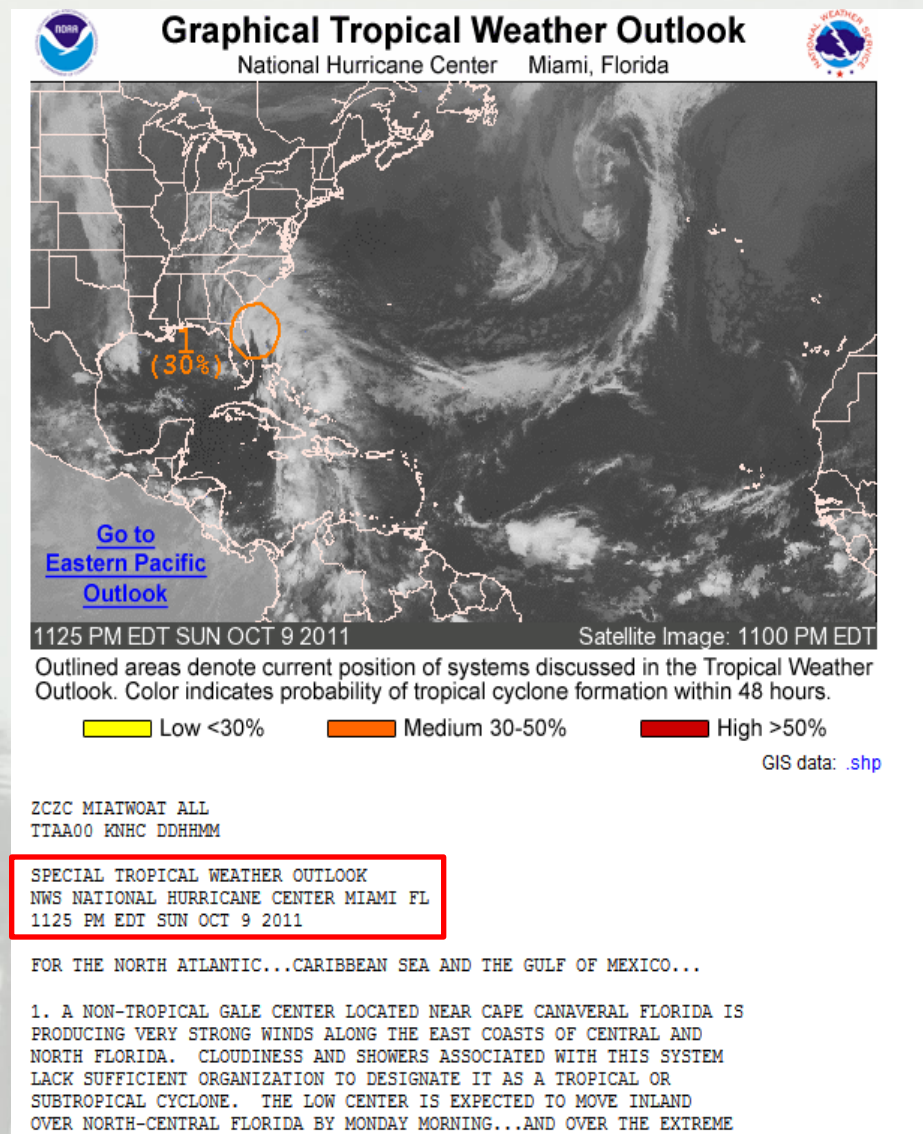 Graphical Tropical Weather Outlook
National Hurricane Center Miami, Florida
NOAA
NATIONAL WEATHER SERVICE
1
(30%)
Go to
Eastern Pacific
Outlook
1125 PM EDT SUN OCT 9 2011 Satellite Image: 1100 PM EDT
Outlined areas denote current position of systems discussed in the Tropical Weather
Outlook. Color indicates probability of tropical cyclone formation within 48 hours.
Low <30% Medium 30-50% High >50%
GIS data: .shp
ZCZC MIATWOAT ALL
TTAA00 KNHC DDHHMM
SPECIAL TROPICAL WEATHER OUTLOOK
NWS NATIONAL HURRICANE CENTER MIAMI FL
1125 PM EDT SUN OCT 9 2011
FOR THE NORTH ATLANTIC...CARIBBEAN SEA AND THE GULF OF MEXICO...
1. A NON-TROPICAL GALE CENTER LOCATED NEAR CAPE CANAVERAL FLORIDA IS
PRODUCING VERY STRONG WINDS ALONG THE EAST COASTS OF CENTRAL AND
NORTH FLORIDA. CLOUDINESS AND SHOWERS ASSOCIATED WITH THIS SYSTEM
LACK SUFFICIENT ORGANIZATION TO DESIGNATE IT AS A TROPICAL OR
SUBTROPICAL CYCLONE. THE LOW CENTER IS EXPECTED TO MOVE INLAND
OVER NORTH-CENTRAL FLORIDA BY MONDAY MORNING...AND OVER THE EXTREME